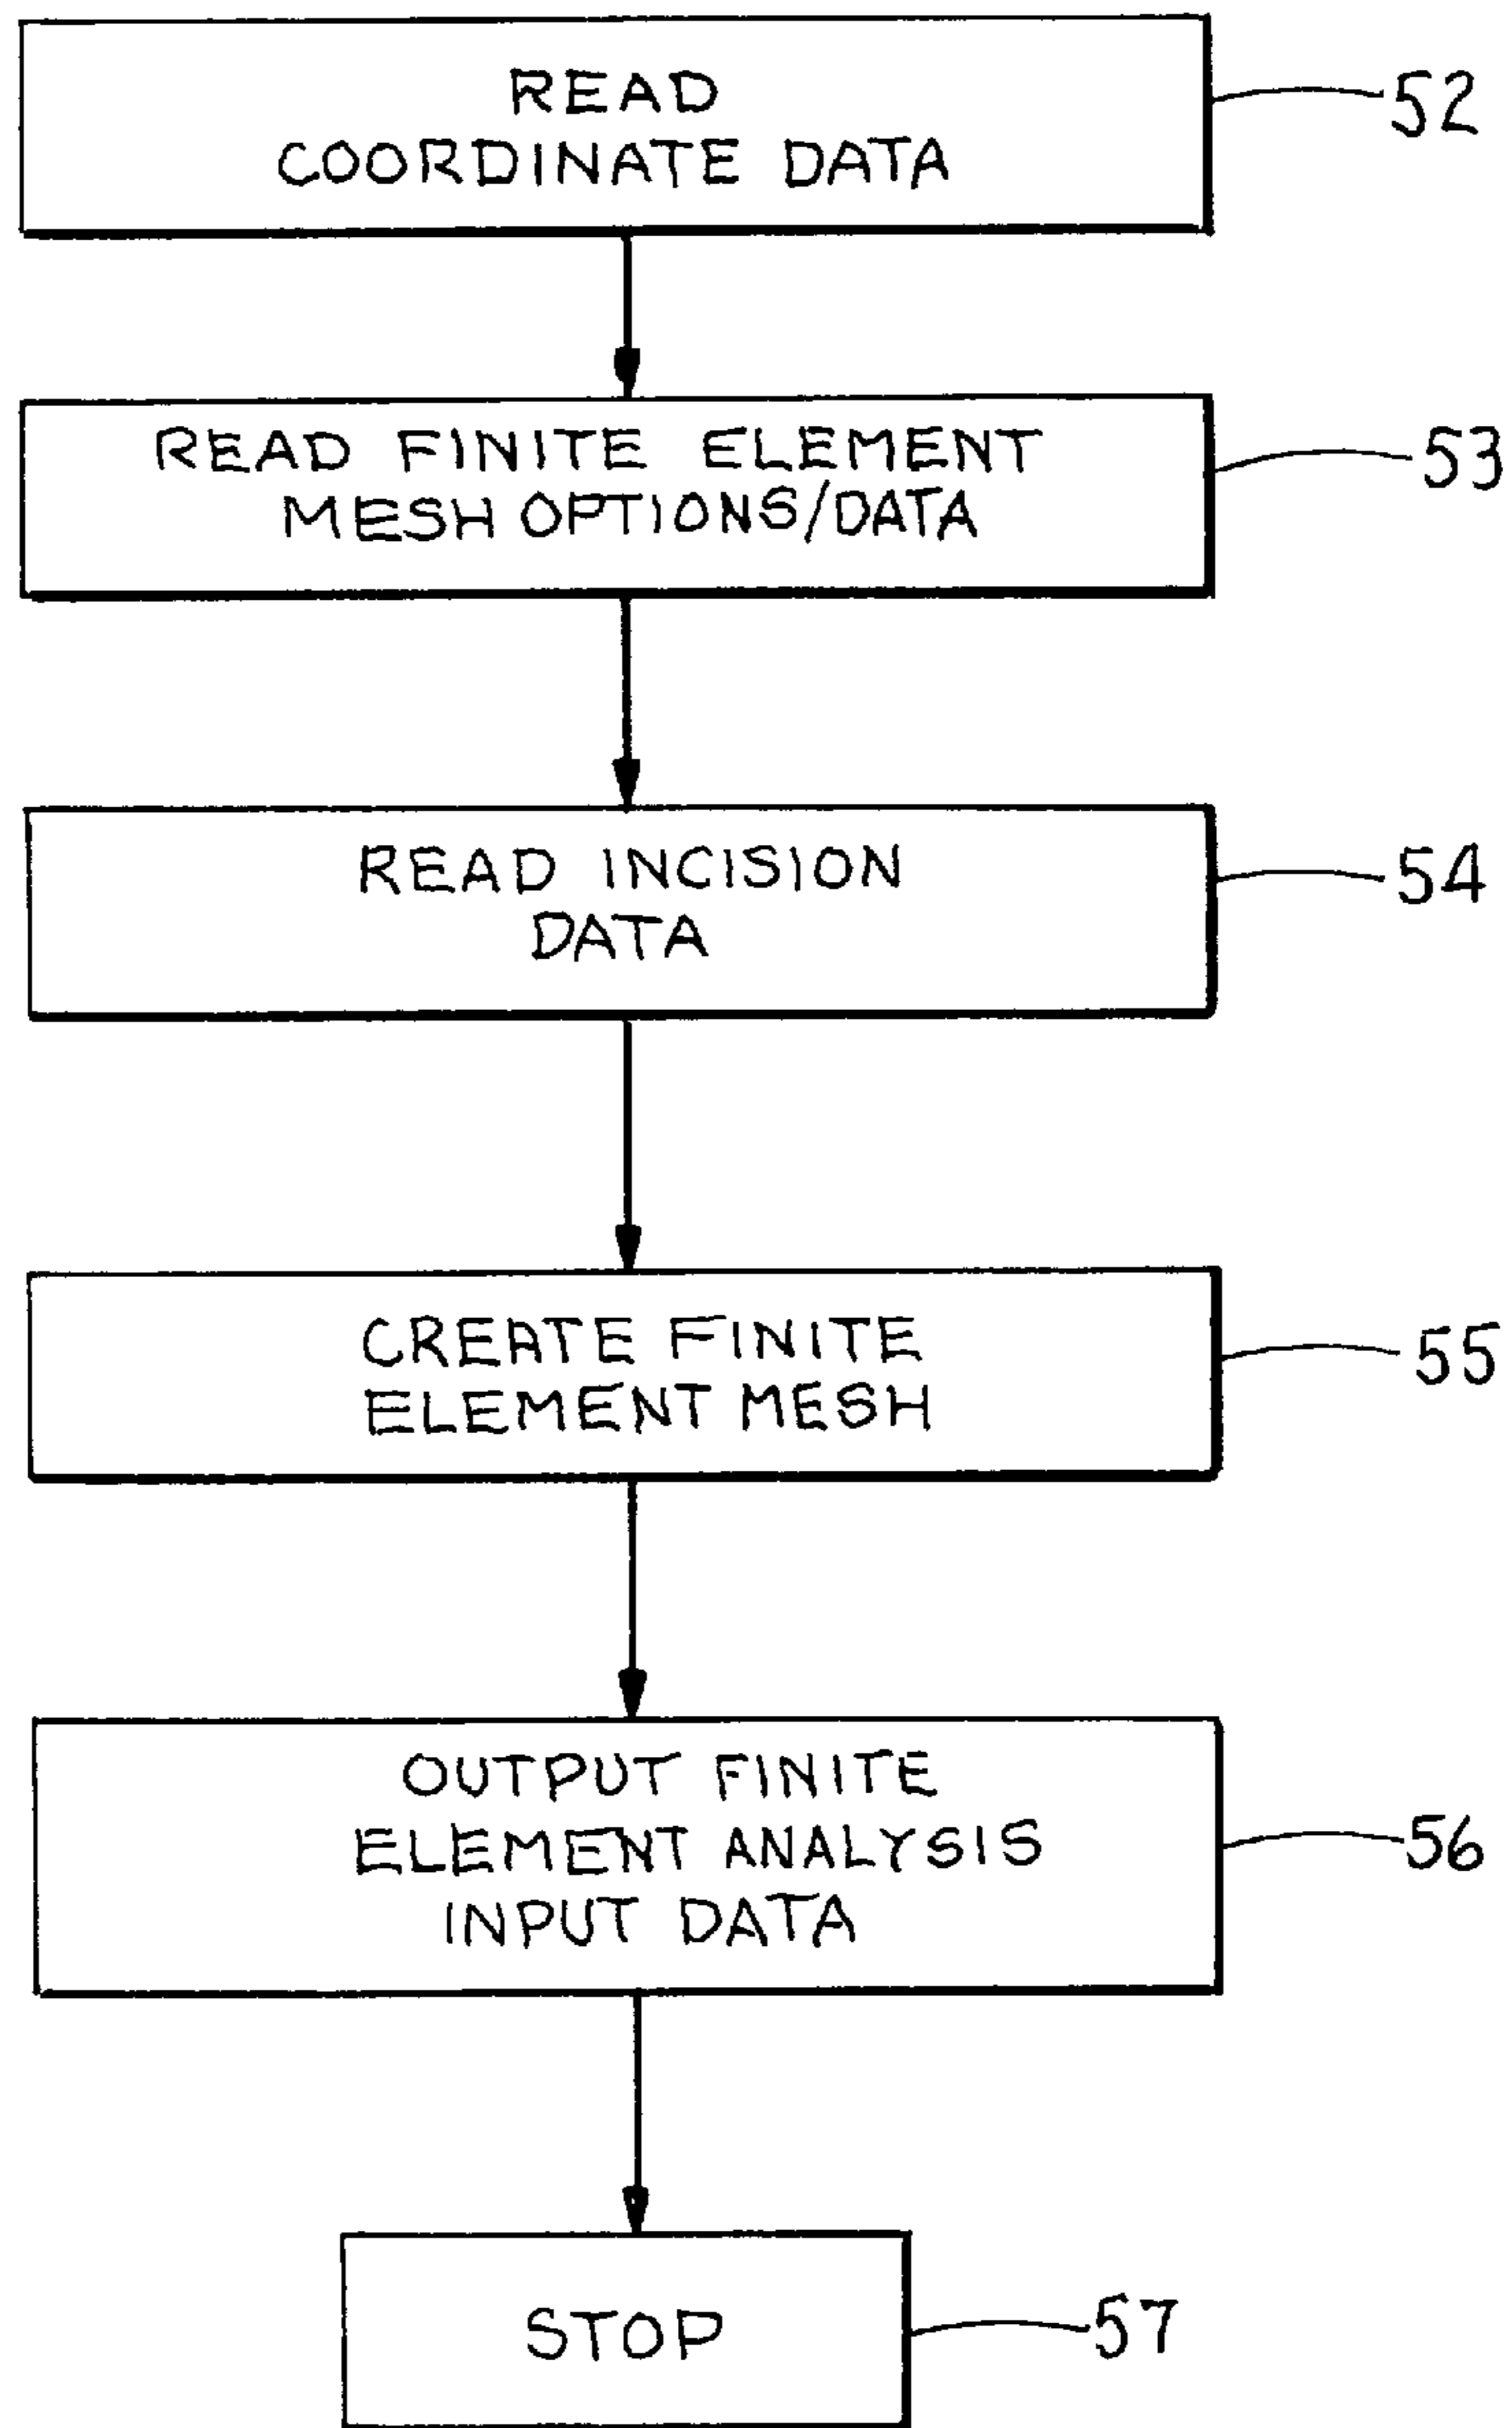 READ
COORDINATE DATA
52
READ FINITE ELEMENT
MESH OPTIONS/DATA
53
READ INCISION
DATA
54
CREATE FINITE
ELEMENT MESH
55
OUTPUT FINITE
ELEMENT ANALYSIS
INPUT DATA
56
STOP
57